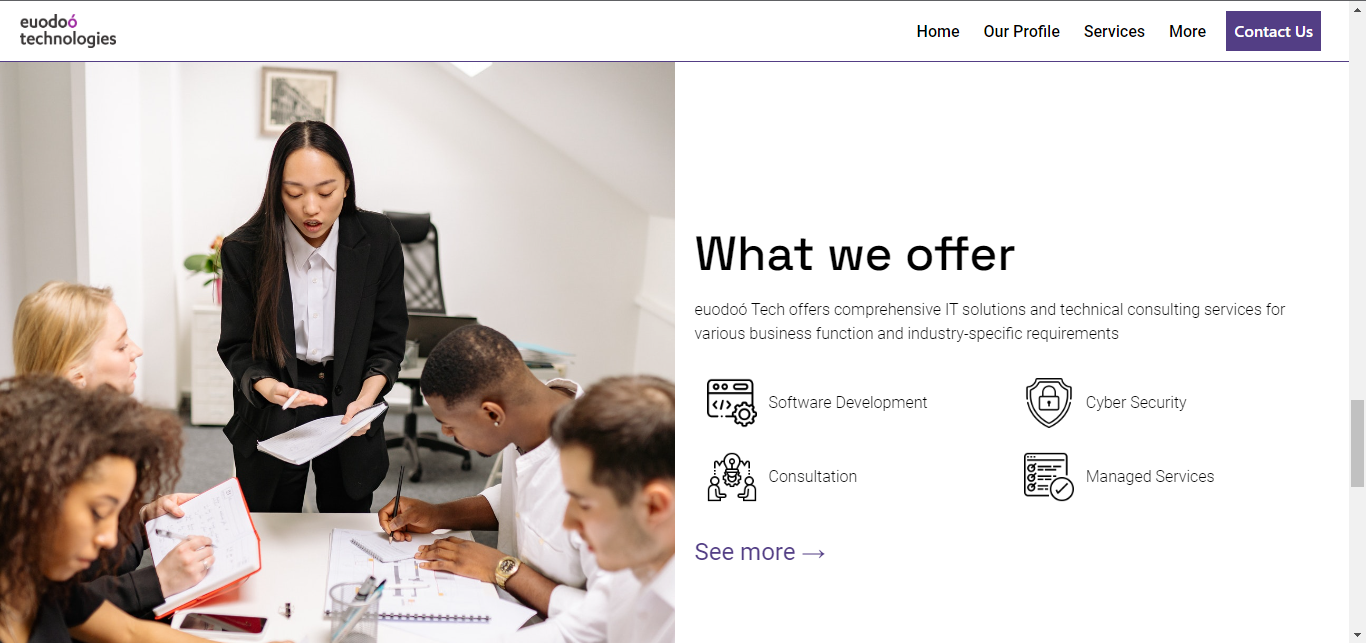 euodoó
technologies
Home
Our Profile
Services
More
Contact Us
What we offer
euodoó Tech offers comprehensive IT solutions and technical consulting services for
various business function and industry-specific requirements
Software Development
Cyber Security
Consultation
Managed Services
See more →